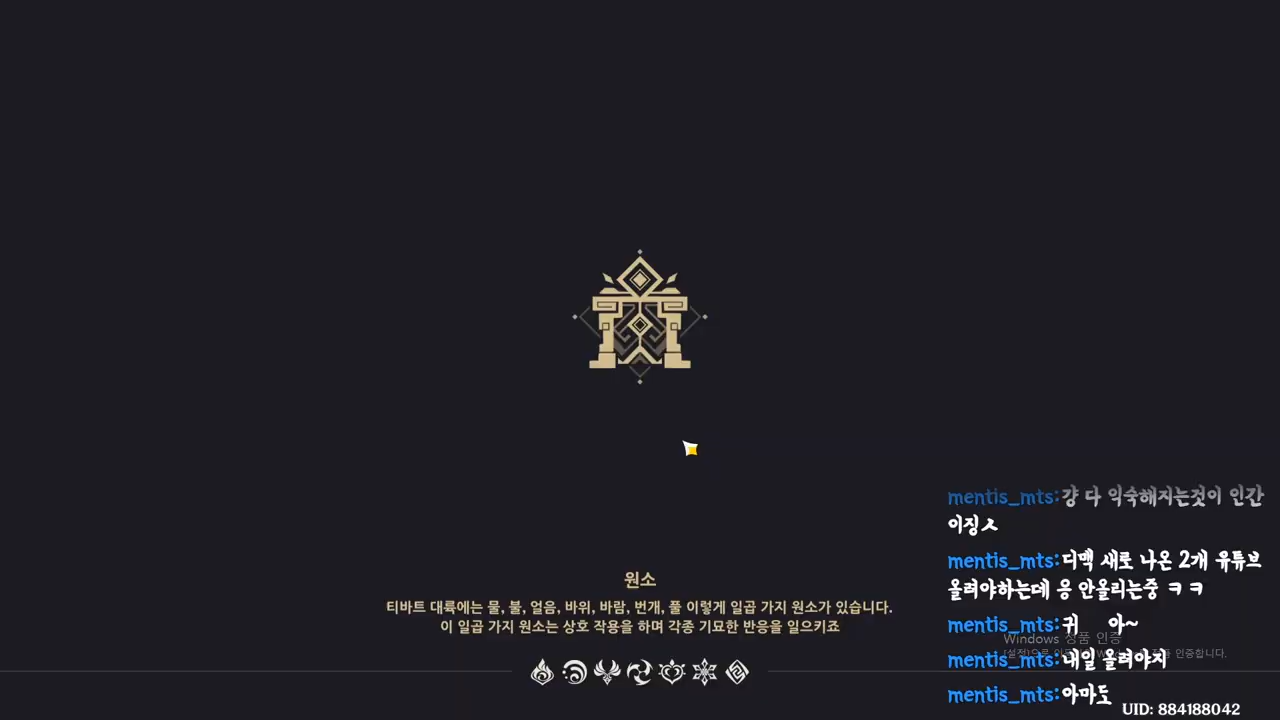 mentis_mts:걍 다 익숙해지는것이 인간
이징ㅅ
mentis_mts:디맥 새로 나온 2개 유튜브
올려야하는데 응 안올리는중 ㅋㅋ
원소
티바트 대륙에는 물, 불, 얼음, 바위, 바람, 번개, 풀 이렇게 일곱 가지 원소가 있습니다.
이 일곱 가지 원소는 상호 작용을 하며 각종 기묘한 반응을 일으키죠
mentis_mts:귀 아~
Windows 정품 인증
mentis_mts:내일 올려야지
인증합니다.
mentis_mts:아마도
UID: 884188042